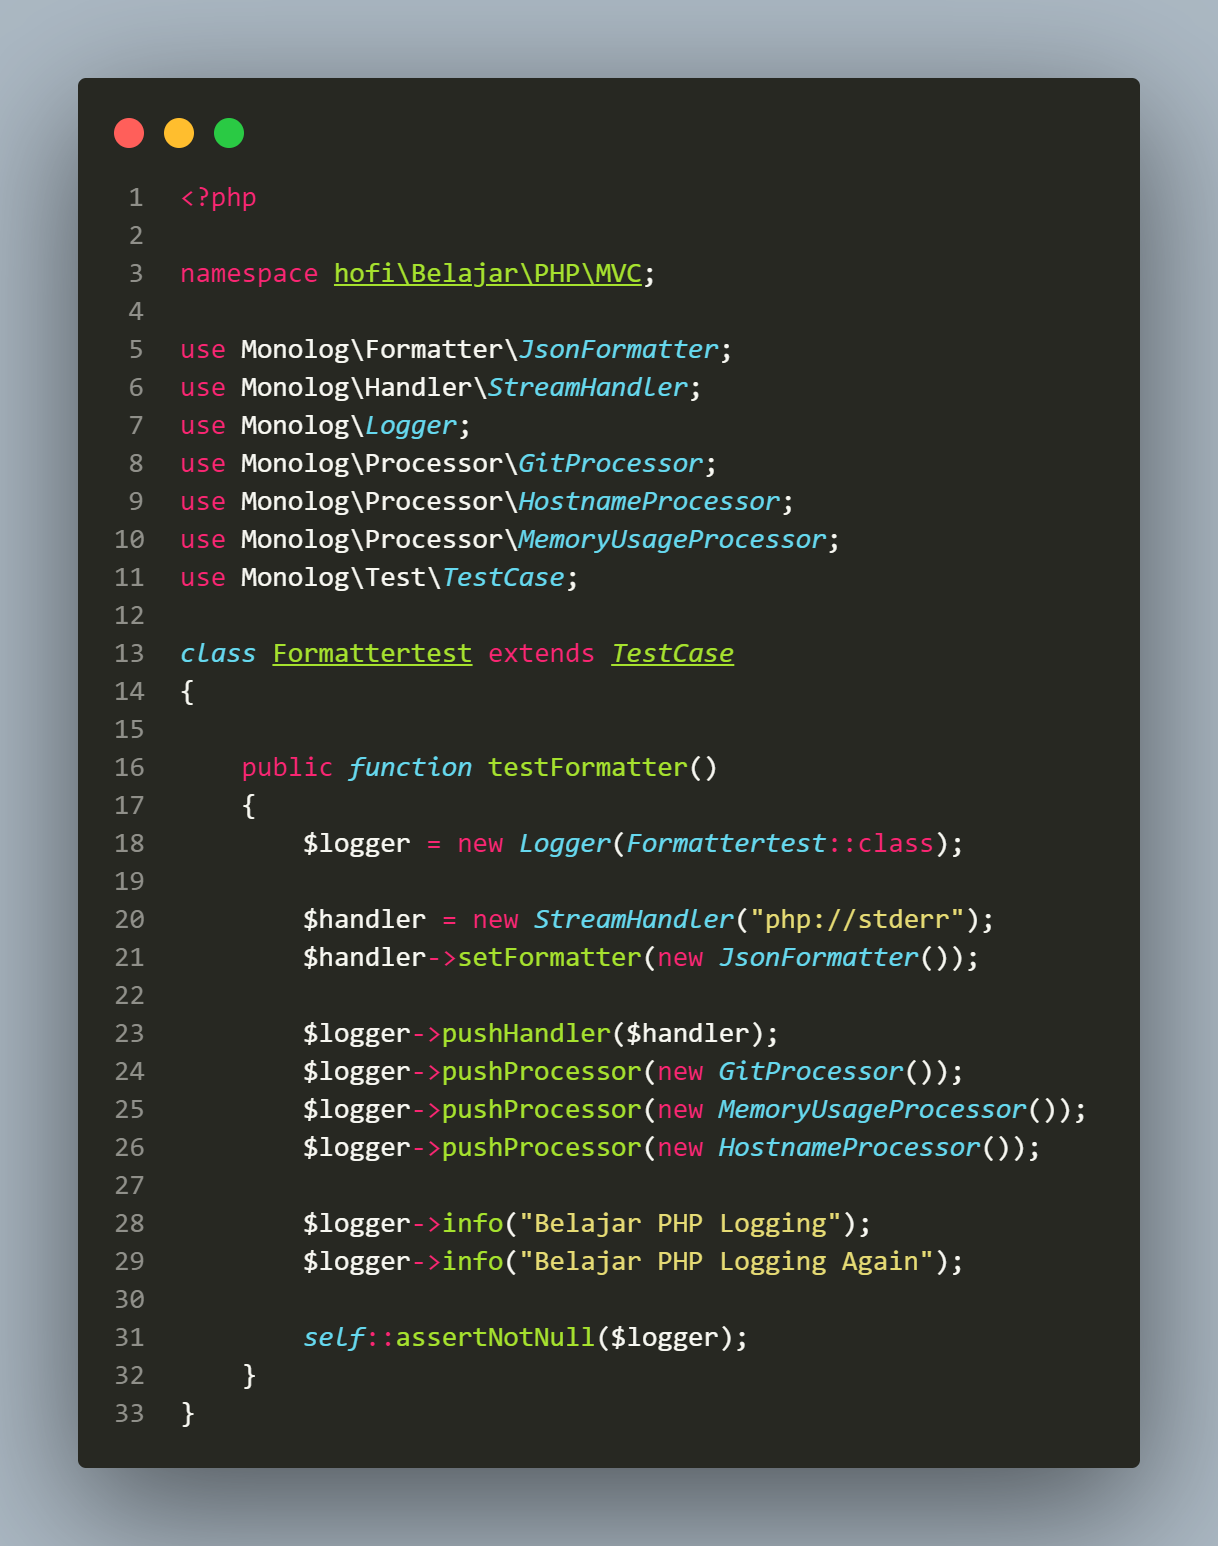 1 <?php
2
3 namespace hofi\Belajar\PHP\MVC;
4
5 use Monolog\Formatter\JsonFormatter;
6 use Monolog\Handler\StreamHandler;
7 use Monolog\Logger;
8 use Monolog\Processor\GitProcessor;
9 use Monolog\Processor\HostnameProcessor;
10 use Monolog\Processor\MemoryUsageProcessor;
11 use Monolog\Test\TestCase;
12
13 class Formattertest extends TestCase
14 {
15
16     public function testFormatter()
17     {
18         $logger = new Logger(Formattertest::class);
19
20         $handler = new StreamHandler("php://stderr");
21         $handler->setFormatter(new JsonFormatter());
22
23         $logger->pushHandler($handler);
24         $logger->pushProcessor(new GitProcessor());
25         $logger->pushProcessor(new MemoryUsageProcessor());
26         $logger->pushProcessor(new HostnameProcessor());
27
28         $logger->info("Belajar PHP Logging");
29         $logger->info("Belajar PHP Logging Again");
30
31         self::assertNotNull($logger);
32     }
33 }